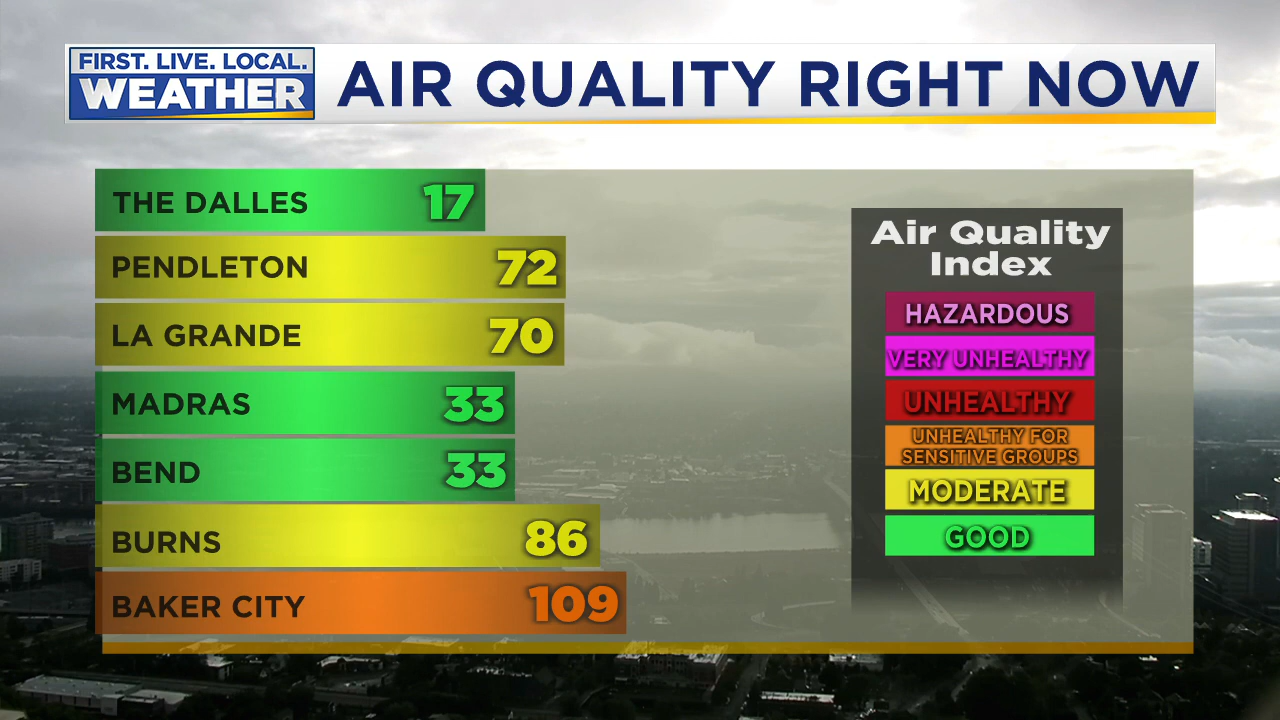 FIRST. LIVE. LOCAL.
WEATHER
AIR QUALITY RIGHT NOW
THE DALLES 17
PENDLETON 72
LA GRANDE 70
MADRAS 33
BEND 33
BURNS 86
BAKER CITY 109
Air Quality
Index
HAZARDOUS
VERY UNHEALTHY
UNHEALTHY
UNHEALTHY FOR
SENSITIVE GROUPS
MODERATE
GOOD